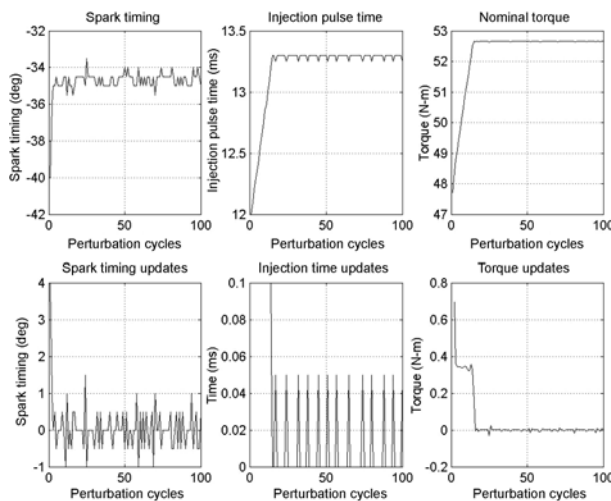 Spark timing
Injection pulse time
Nominal torque
-32
-34
-36
-38
-40
-42
Spark timing (deg)
0
50
100
Perturbation cycles
13.5
13
12.5
12
Injection pulse time (ms)
0
50
100
Perturbation cycles
53
52
51
50
49
48
47
Torque (N-m)
0
50
100
Perturbation cycles
Spark timing updates
Injection time updates
Torque updates
4
3
2
1
0
-1
Spark timing (deg)
0
50
100
Perturbation cycles
0.1
0.08
0.06
0.04
0.02
0
Time (ms)
0
50
100
Perturbation cycles
0.8
0.6
0.4
0.2
0
-0.2
Torque (N-m)
0
50
100
Perturbation cycles